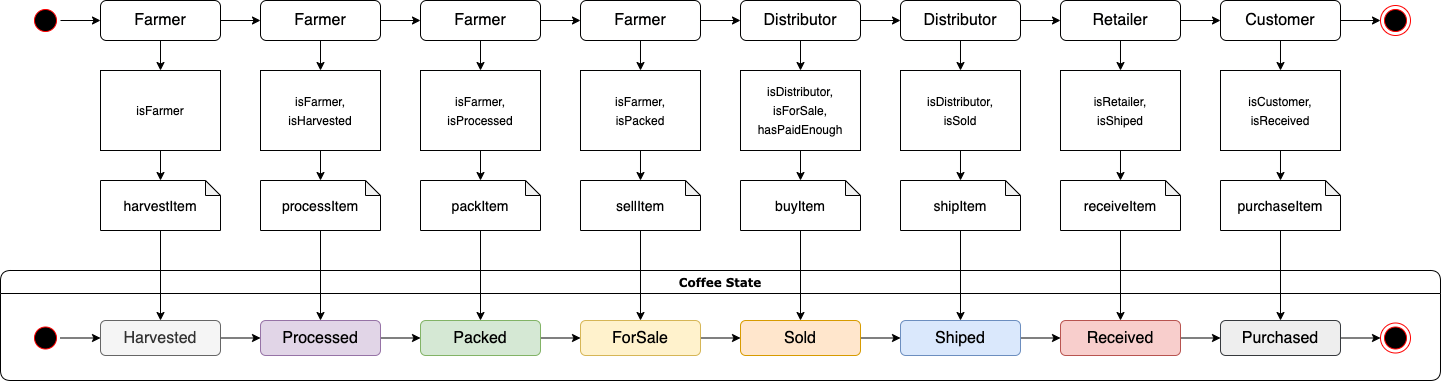 Farmer
Farmer
Farmer
Farmer
Distributor
Distributor
Retailer
Customer
isFarmer
isFarmer,
isHarvested
isFarmer,
isProcessed
isFarmer,
isPacked
isDistributor,
isForSale,
hasPaidEnough
isDistributor,
isSold
isRetailer,
isShiped
isCustomer,
isReceived
harvestItem
processItem
packItem
sellItem
buyItem
shipItem
receiveItem
purchaseItem
Coffee State
Harvested
Processed
Packed
ForSale
Sold
Shiped
Received
Purchased